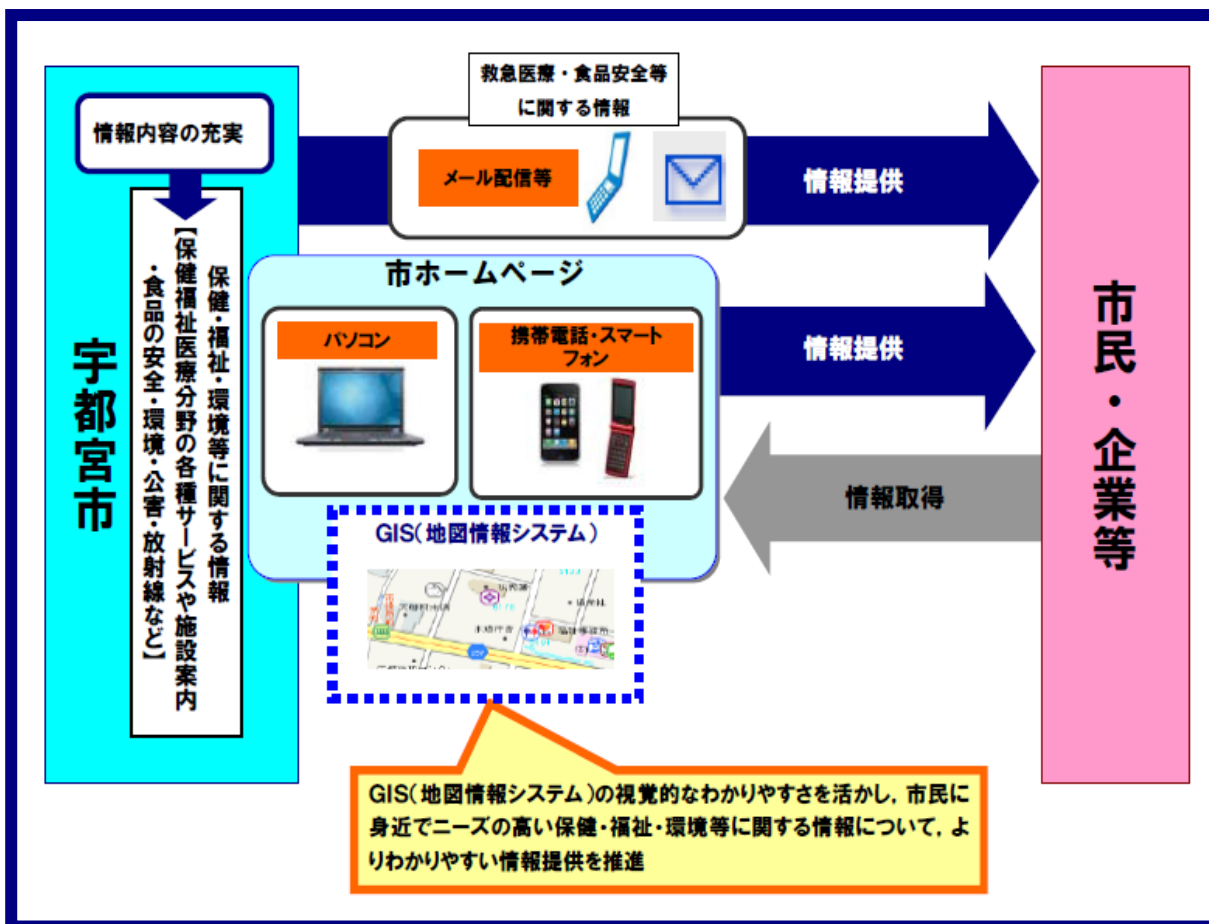 救急医療・食品安全等
に関する情報
情報内容の充実
メール配信等
情報提供
宇都宮市
保健・福祉・環境等に関する情報
【保健福祉医療分野の各種サービスや施設案内
・食品の安全・環境・公害・放射線など】
市ホームページ
パソコン
携帯電話・スマート
フォン
情報提供
情報取得
市民・企業等
GIS(地図情報システム)
GIS(地図情報システム)の視覚的なわかりやすさを活かし，市民に
身近でニーズの高い保健・福祉・環境等に関する情報について，よ
りわかりやすい情報提供を推進